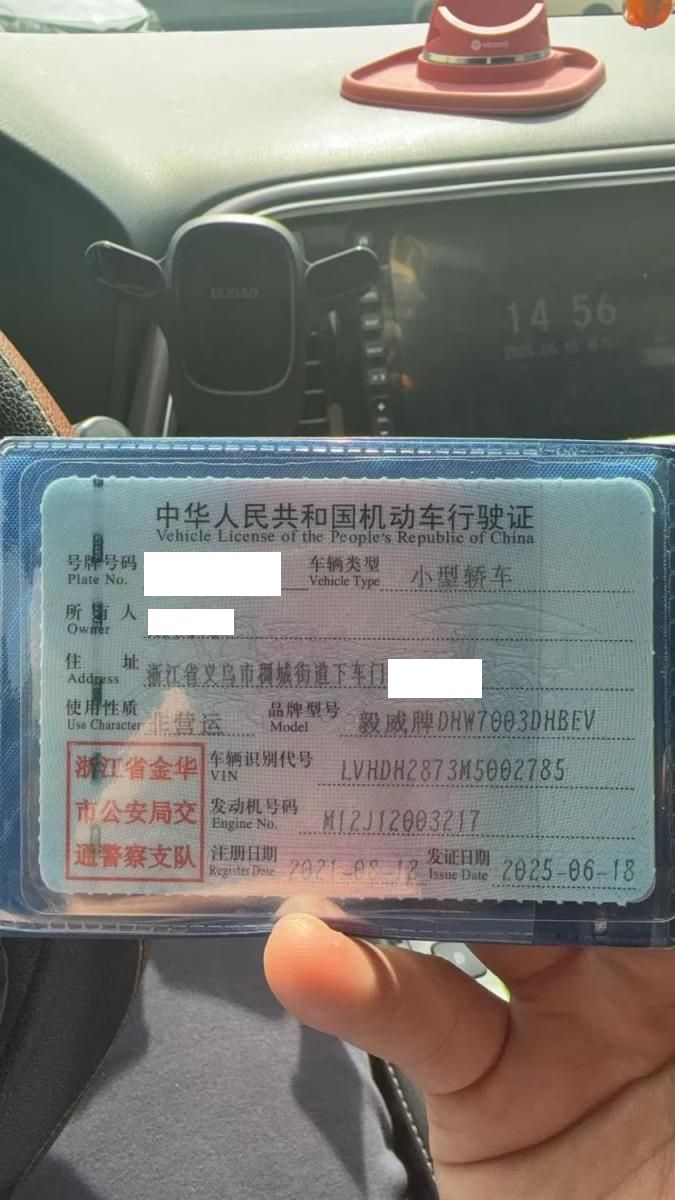 DUDAO
14 56
中华人民共和国机动车行驶证
Vehicle License of the People's Republic of China
号牌号码
Plate No.
车辆类型 小型轿车
Vehicle Type
所有人
Owner
住址 浙江省义乌市稠城街道下车门
Address
使用性质 非营运
Use Character
品牌型号 毅威牌DHW7003DHBEV
Model
浙江省金华
市公安局交
通警察支队
车辆识别代号 LVHDH2873M5002785
VIN
发动机号码 M12J12003217
Engine No.
注册日期 2021-08-12
Register Date
发证日期 2025-06-18
Issue Date